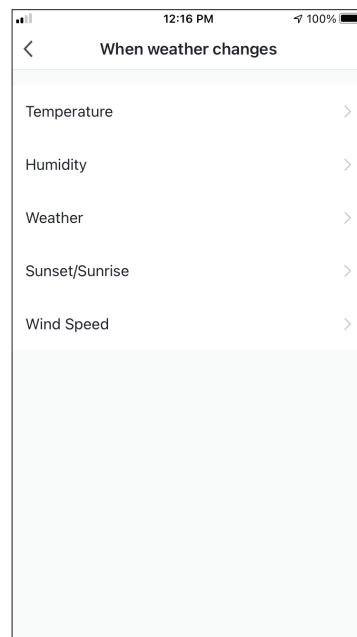 12:16 PM 100%
When weather changes
Temperature
Humidity
Weather
Sunset/Sunrise
Wind Speed